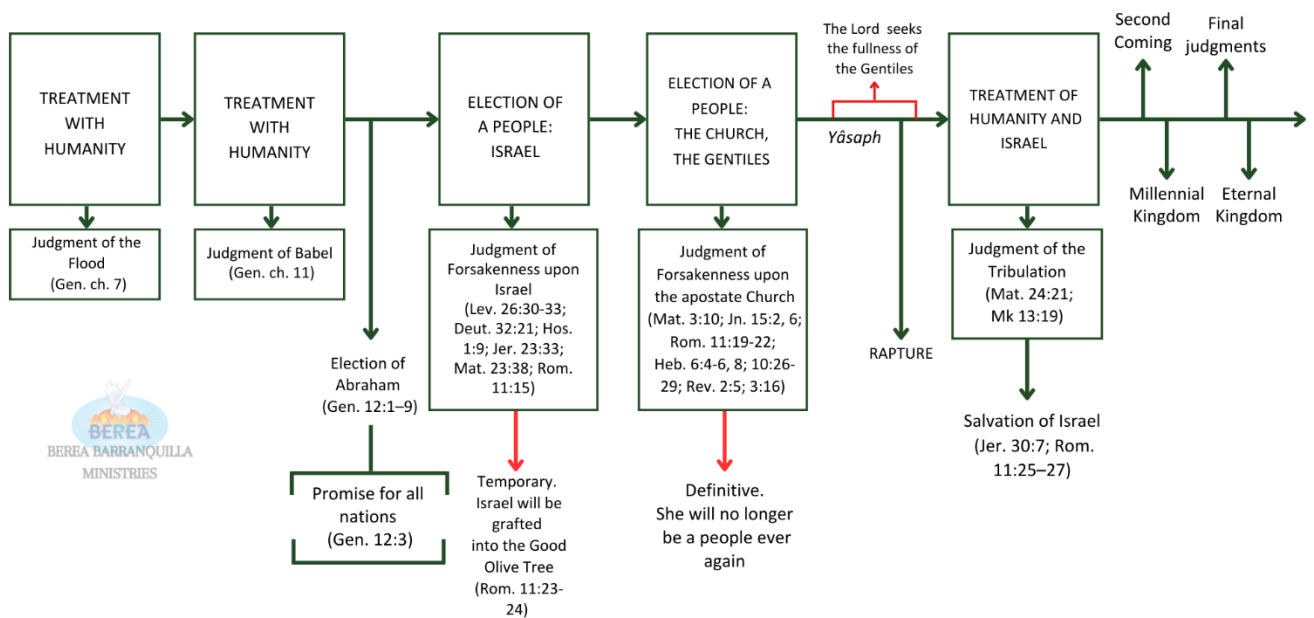 TREATMENT
WITH
HUMANITY
Judgment of the
Flood
(Gen. ch. 7)
TREATMENT
WITH
HUMANITY
Judgment of Babel
(Gen. ch. 11)
Election of
Abraham
(Gen. 12:1–9)
Promise for all
nations
(Gen. 12:3)
ELECTION OF
A PEOPLE:
ISRAEL
Judgment of
Forsakenness upon
Israel
(Lev. 26:30-33;
Deut. 32:21; Hos.
1:9; Jer. 23:33;
Mat. 23:38; Rom.
11:15)
Temporary.
Israel will be
grafted
into the Good
Olive Tree
(Rom. 11:23-
24)
ELECTION OF A
PEOPLE:
THE CHURCH,
THE GENTILES
Judgment of
Forsakenness upon
the apostate Church
(Mat. 3:10; Jn. 15:2, 6;
Rom. 11:19-22;
Heb. 6:4-6, 8; 10:26-
29; Rev. 2:5; 3:16)
Definitive.
She will no longer
be a people ever
again
The Lord seeks
the fullness of
the Gentiles
Yâsaph
RAPTURE
TREATMENT OF
HUMANITY AND
ISRAEL
Judgment of the
Tribulation
(Mat. 24:21;
Mk 13:19)
Salvation of Israel
(Jer. 30:7; Rom.
11:25–27)
Second
Coming
Final
judgments
Millennial
Kingdom
Eternal
Kingdom
BEREA
BEREA BARRANQUILLA
MINISTRIES